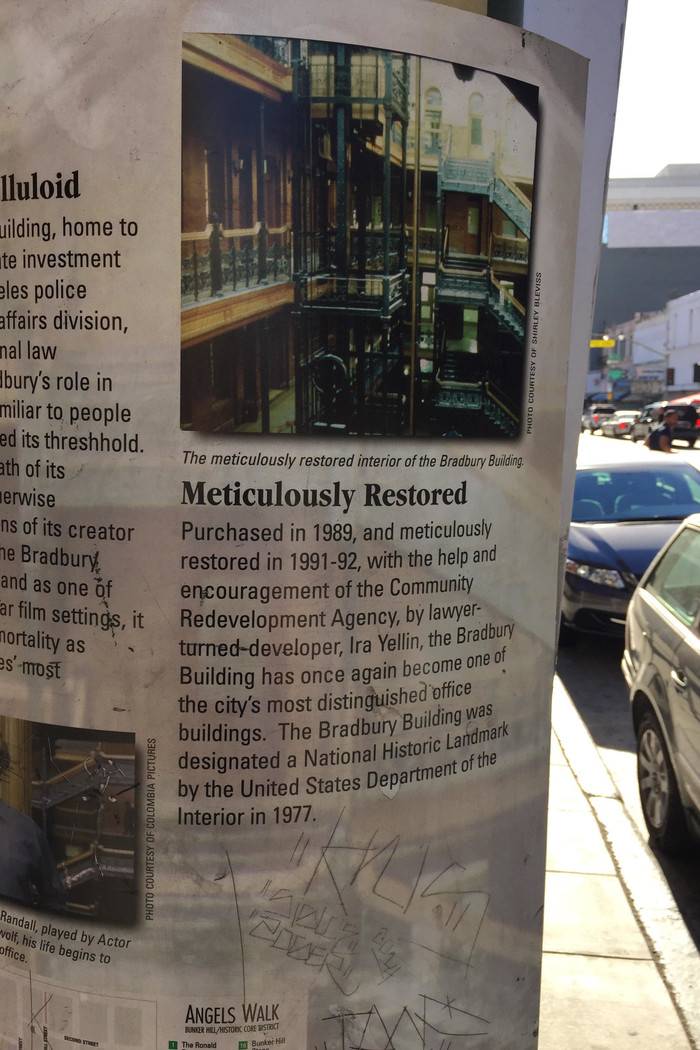 lluloid
uilding, home to
te investment
eles police
affairs division,
nal law
dbury's role in
miliar to people
ed its threshhold.
ath of its
erwise
ns of its creator
he Bradbury
and as one of
ar film settings, it
mortality as
es' most
PHOTO COURTESY OF COLOMBIA PICTURES
Randall, played by Actor
wolf, his life begins to
office.
SECOND STREET
PHOTO COURTESY OF SHIRLEY BLEVISS
The meticulously restored interior of the Bradbury Building.
Meticulously Restored
Purchased in 1989, and meticulously
restored in 1991-92, with the help and
encouragement of the Community
Redevelopment Agency, by lawyer-
turned-developer, Ira Yellin, the Bradbury
Building has once again become one of
the city's most distinguished office
buildings. The Bradbury Building was
designated a National Historic Landmark
by the United States Department of the
Interior in 1977.
ANGELS WALK
BUNKER HILL/HISTORIC CORE DISTRICT
1 The Ronald
Bunker Hill